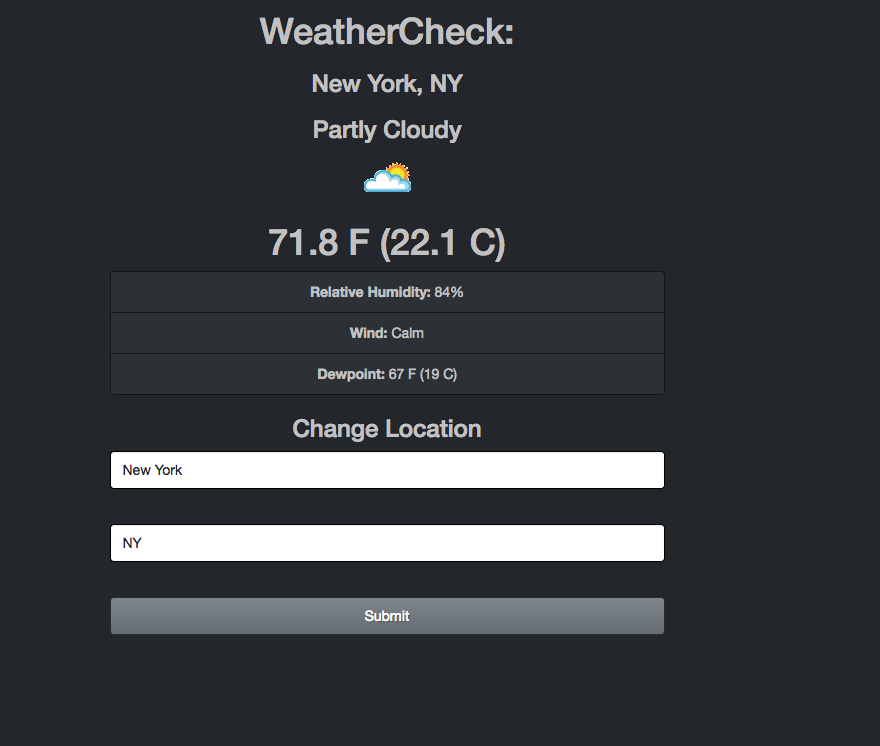 WeatherCheck:
New York, NY
Partly Cloudy
71.8 F (22.1 C)
Relative Humidity: 84%
Wind: Calm
Dewpoint: 67 F (19 C)
Change Location
New York
NY
Submit